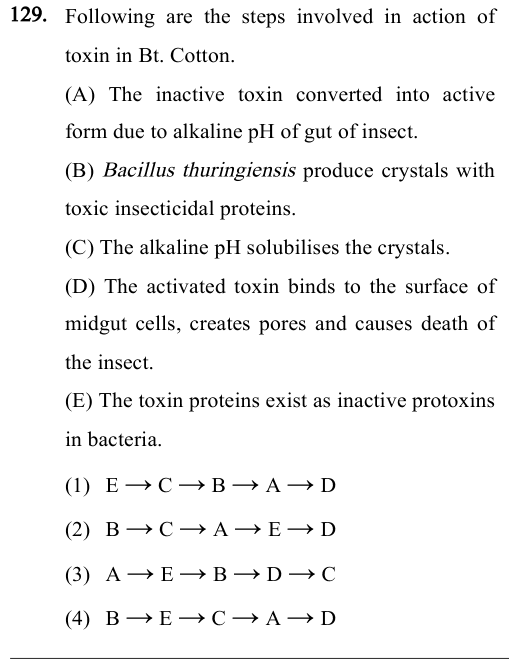 129. Following are the steps involved in action of
toxin in Bt. Cotton.
(A) The inactive toxin converted into active
form due to alkaline pH of gut of insect.
(B) Bacillus thuringiensis produce crystals with
toxic insecticidal proteins.
(C) The alkaline pH solubilises the crystals.
(D) The activated toxin binds to the surface of
midgut cells, creates pores and causes death of
the insect.
(E) The toxin proteins exist as inactive protoxins
in bacteria.
(1) E → C → B → A → D
(2) B → C → A → E → D
(3) A → E → B → D → C
(4) B → E → C → A → D